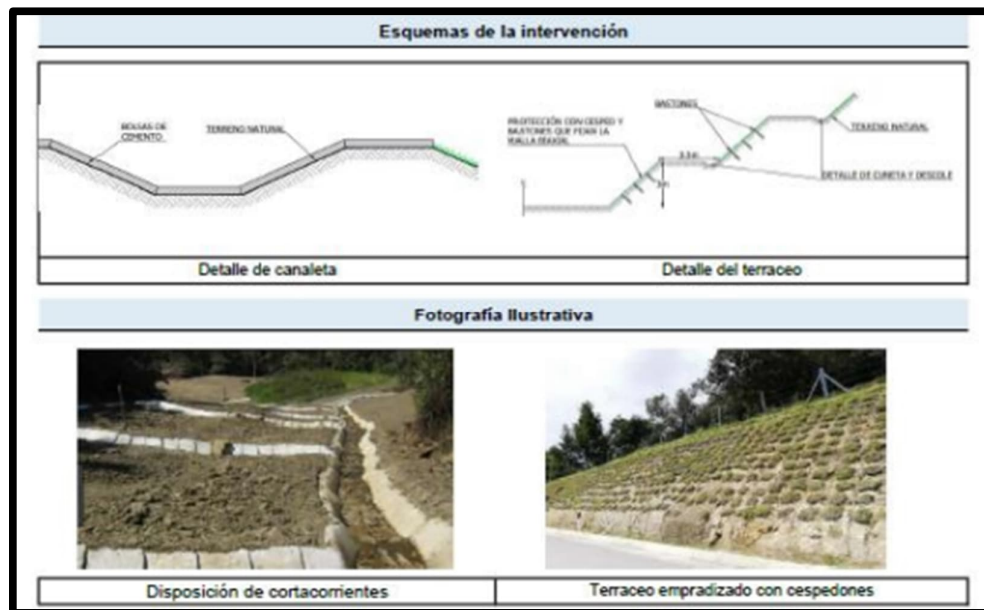 Esquemas de la intervención
BOLSAS DE
CEMENTO
TERRENO NATURAL
PROTECCIÓN CON CESPED Y
BASTONES QUE FIJAN LA
MALLA BIAXIAL
BASTONES
TERRENO NATURAL
DETALLE DE CUNETA Y DESCOLE
Detalle de canaleta
Detalle del terraceo
Fotografía Ilustrativa
Disposición de cortacorrientes
Terraceo empradizado con cespedones